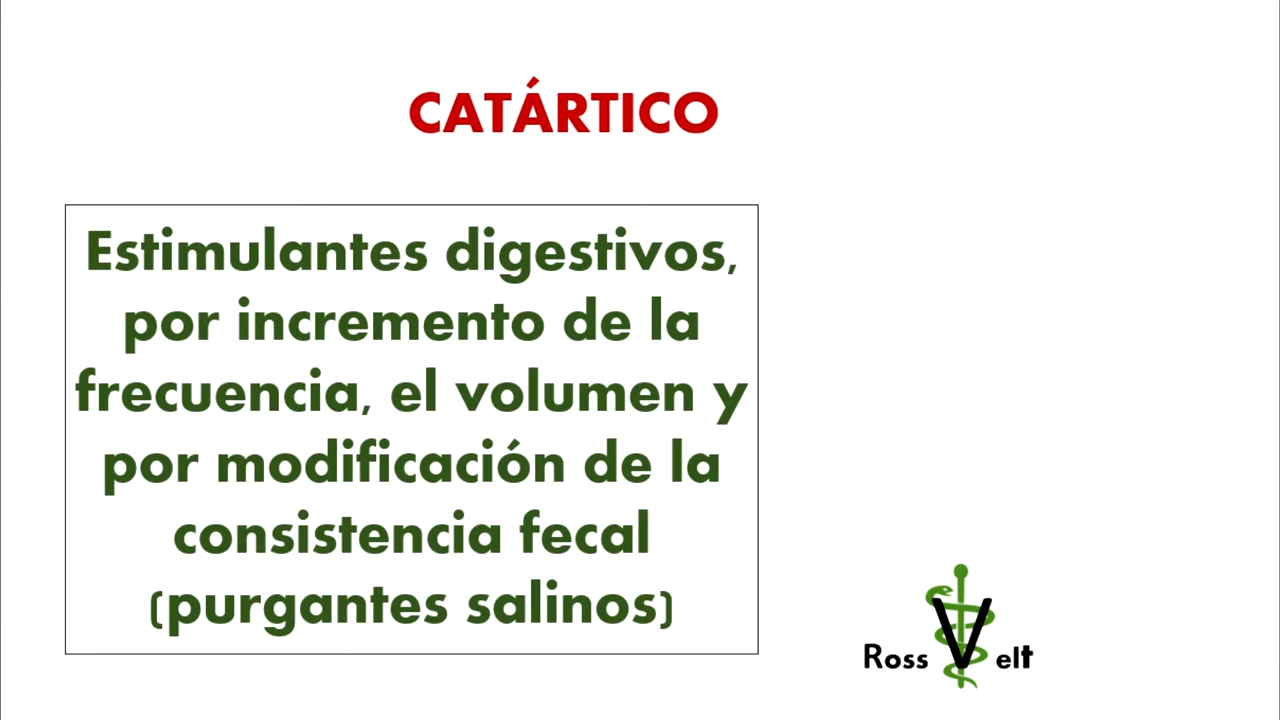 CATÁRTICO
Estimulantes digestivos,
por incremento de la
frecuencia, el volumen y
por modificación de la
consistencia fecal
(purgantes salinos)
Ross V elt